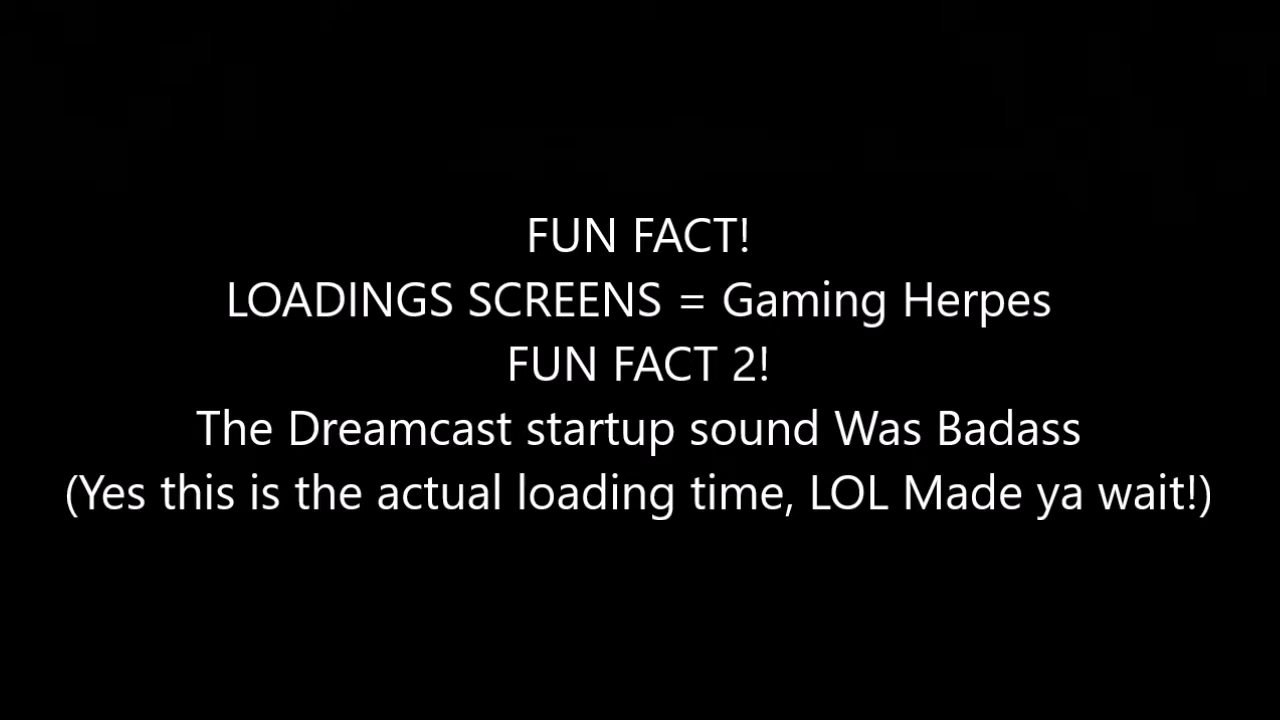 FUN FACT!
LOADINGS SCREENS = Gaming Herpes
FUN FACT 2!
The Dreamcast startup sound Was Badass
(Yes this is the actual loading time, LOL Made ya wait!)